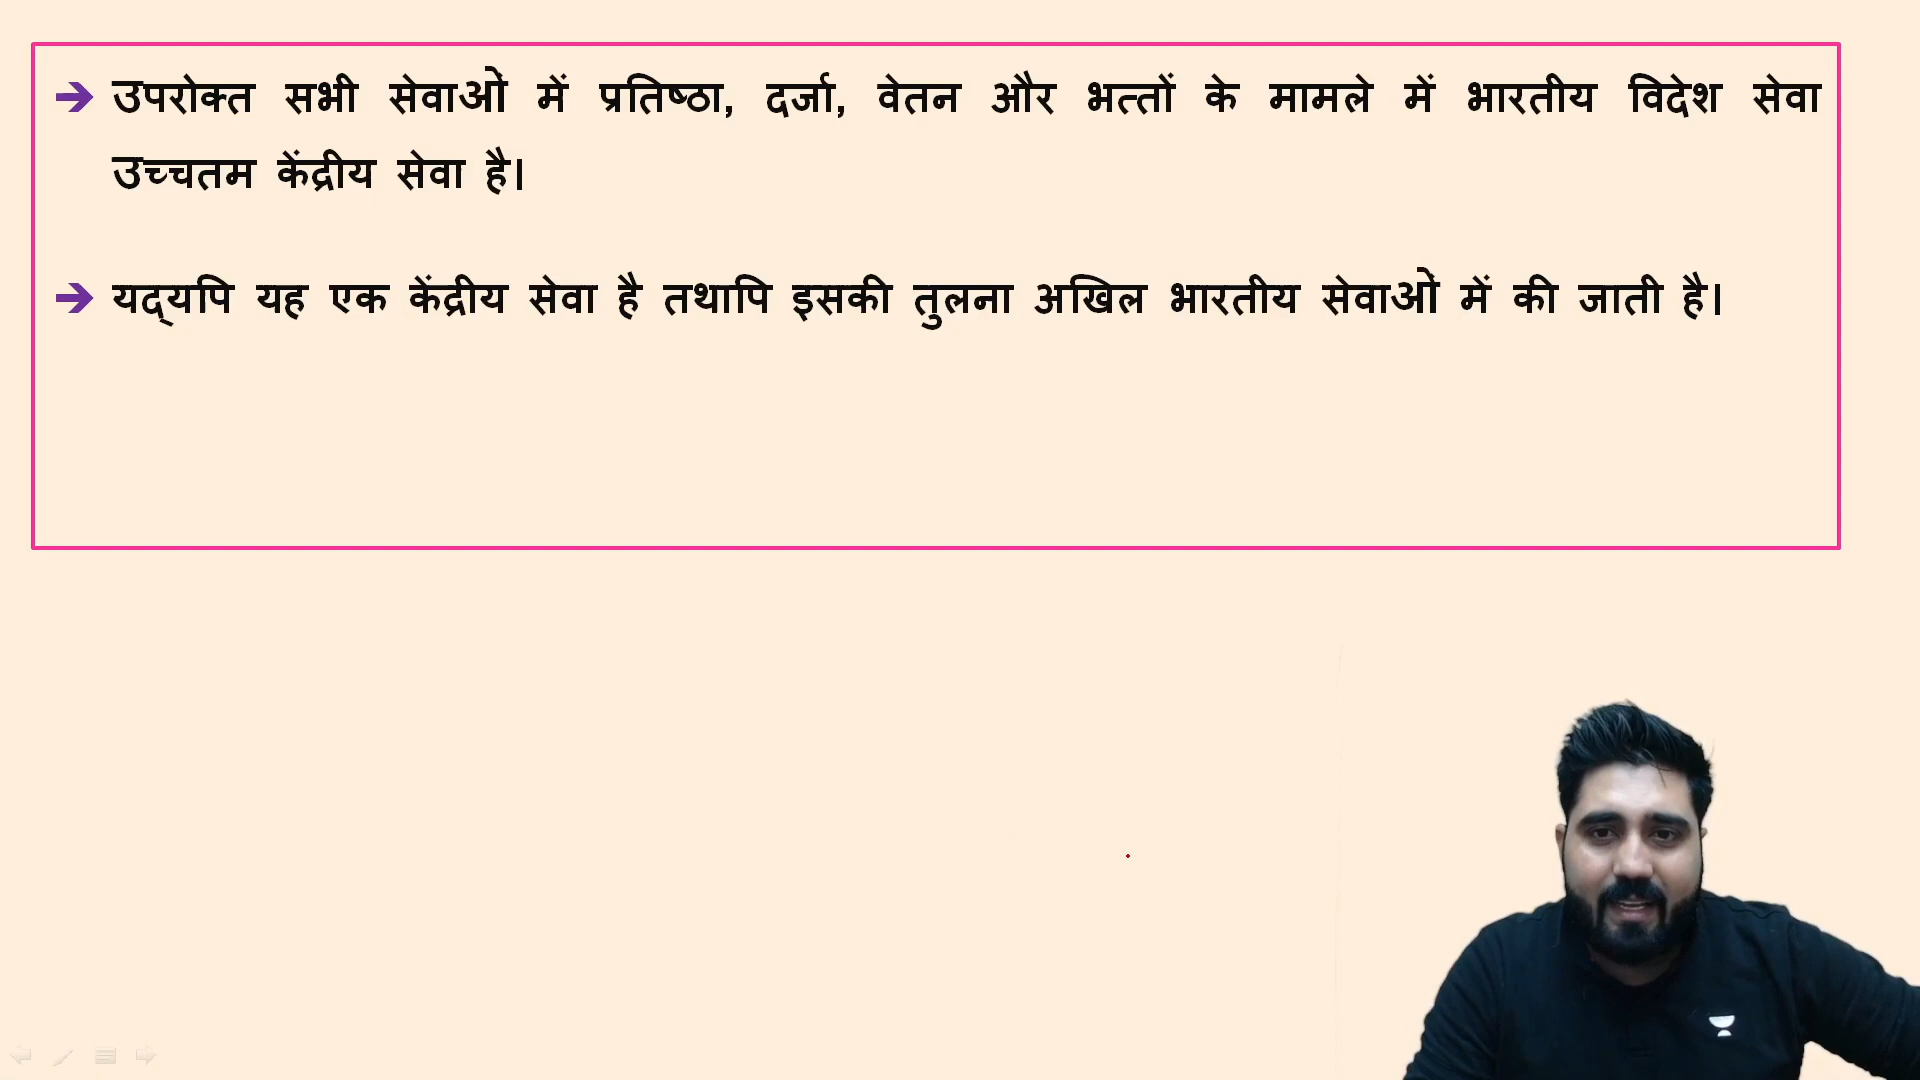 ➔ उपरोक्त सभी सेवाओं में प्रतिष्ठा, दर्जा, वेतन और भत्तों के मामले में भारतीय विदेश सेवा
उच्चतम केंद्रीय सेवा है।
➔ यद्यपि यह एक केंद्रीय सेवा है तथापि इसकी तुलना अखिल भारतीय सेवाओं में की जाती है।